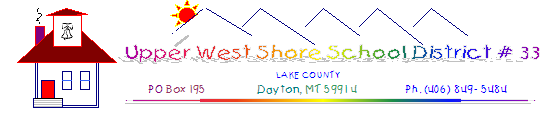 Upper West Shore School District # 33
LAKE COUNTY
PO Box 195 Dayton, MT 59914 Ph. (406) 849-5484